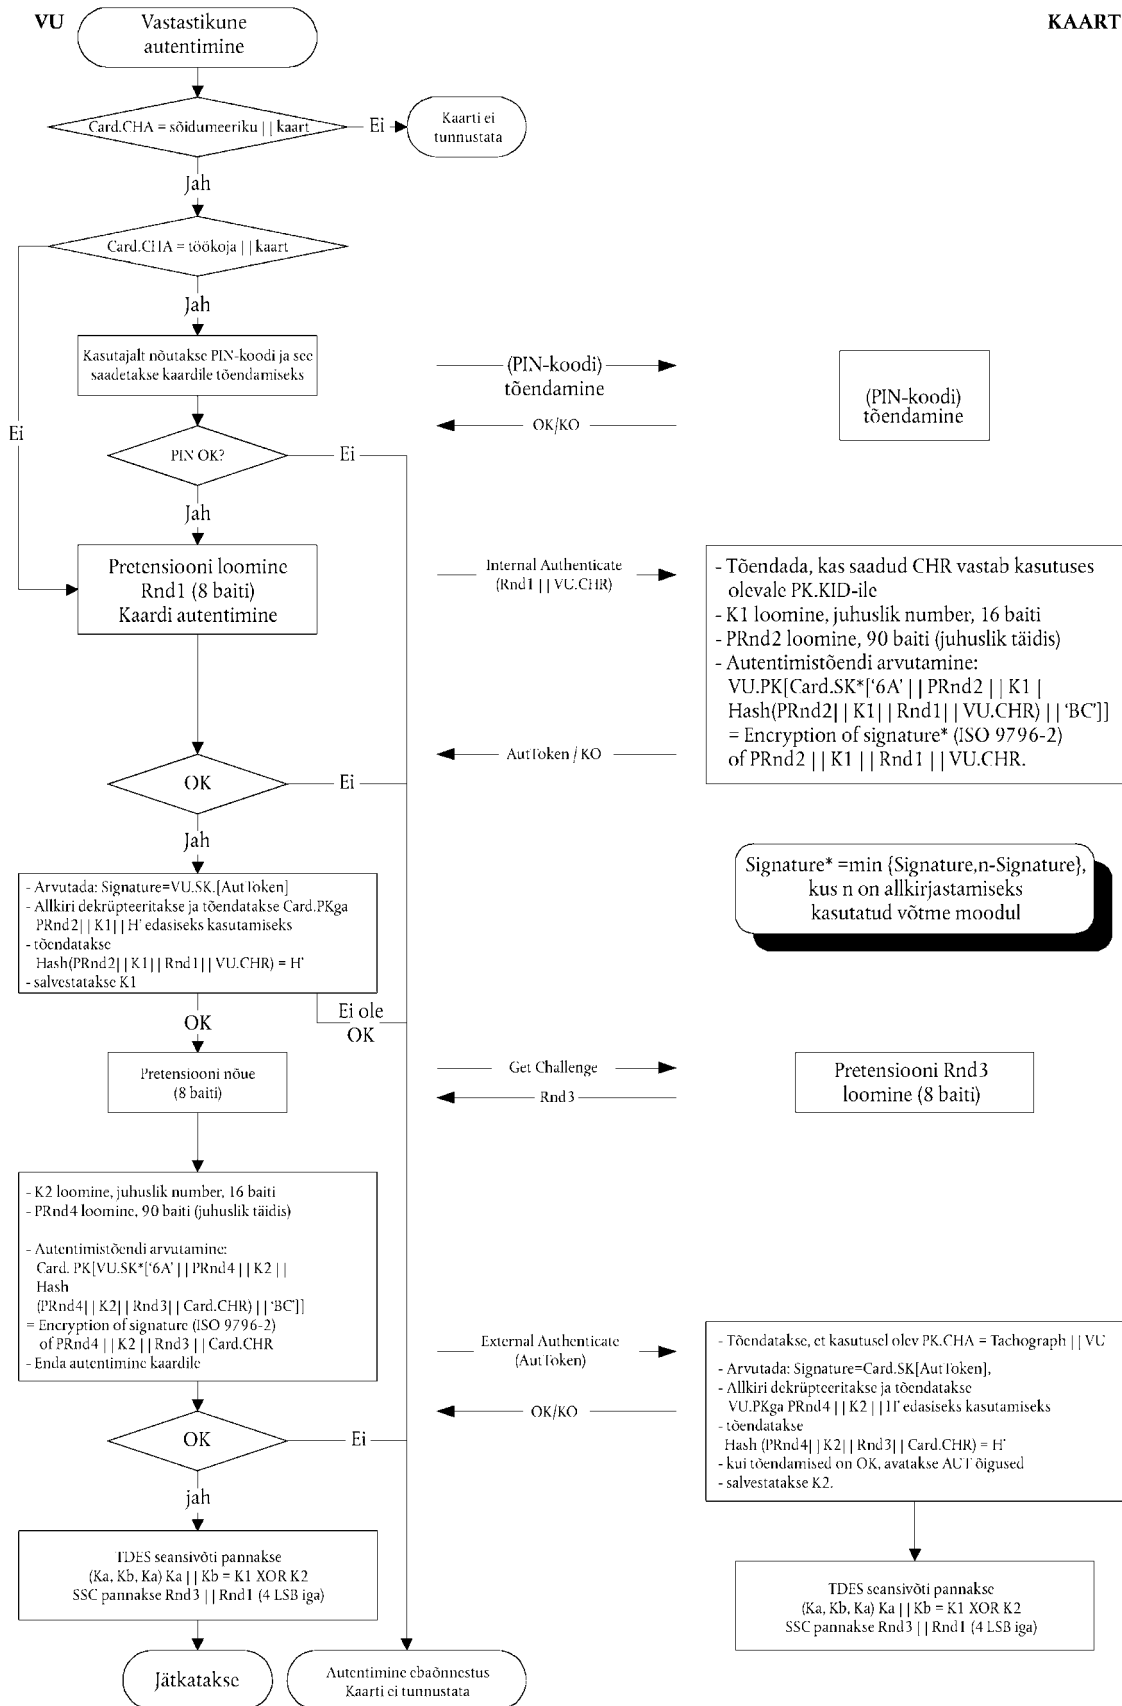 VU
Vastastikune
autentimine
KAART
Card.CHA = sõidumeeriku || kaart
Ei
Kaarti ei
tunnustata
Jah
Card.CHA = töökoja || kaart
Jah
Kasutajalt nõutakse PIN-koodi ja see
saadetakse kaardile tõendamiseks
(PIN-koodi)
tõendamine
(PIN-koodi)
tõendamine
OK/KO
Ei
PIN OK?
Ei
Jah
Pretensiooni loomine
Rnd1 (8 baiti)
Kaardi autentimine
Internal Authenticate
(Rnd1 || VU.CHR)
- Tõendada, kas saadud CHR vastab kasutuses
olevale PK.KID-ile
- K1 loomine, juhuslik number, 16 baiti
- PRnd2 loomine, 90 baiti (juhuslik täidis)
- Autentimistõendi arvutamine:
VU.PK[Card.SK*['6A' || PRnd2 || K1 |
Hash(PRnd2|| K1|| Rnd1|| VU.CHR) || 'BC']]
= Encryption of signature* (ISO 9796-2)
of PRnd2 || K1 || Rnd1 || VU.CHR.
AutToken / KO
OK
Ei
Jah
- Arvutada: Signature=VU.SK.[AutToken]
- Allkiri dekrüpteeritakse ja tõendatakse Card.PKga
PRnd2|| K1|| H' edasiseks kasutamiseks
- tõendatakse
Hash(PRnd2|| K1|| Rnd1|| VU.CHR) = H'
- salvestatakse K1
Signature* =min {Signature,n-Signature},
kus n on allkirjastamiseks
kasutatud võtme moodul
OK
Ei ole
OK
Pretensiooni nõue
(8 baiti)
Get Challenge
Rnd3
Pretensiooni Rnd3
loomine (8 baiti)
- K2 loomine, juhuslik number, 16 baiti
- PRnd4 loomine, 90 baiti (juhuslik täidis)
- Autentimistõendi arvutamine:
Card. PK[VU.SK*['6A' || PRnd4 || K2 ||
Hash
(PRnd4|| K2|| Rnd3|| Card.CHR) || 'BC']]
= Encryption of signature (ISO 9796-2)
of PRnd4 || K2 || Rnd3 || Card.CHR
- Enda autentimine kaardile
External Authenticate
(AutToken)
- Tõendatakse, et kasutusel olev PK.CHA = Tachograph || VU
- Arvutada: Signature=Card.SK[AutToken],
- Allkiri dekrüpteeritakse ja tõendatakse
VU.PKga PRnd4 || K2 || H' edasiseks kasutamiseks
- tõendatakse
Hash (PRnd4|| K2|| Rnd3|| Card.CHR) = H'
- kui tõendamised on OK, avatakse AUT õigused
- salvestatakse K2.
OK/KO
OK
Ei
jah
TDES seansivõti pannakse
(Ka, Kb, Ka) Ka || Kb = K1 XOR K2
SSC pannakse Rnd3 || Rnd1 (4 LSB iga)
TDES seansivõti pannakse
(Ka, Kb, Ka) Ka || Kb = K1 XOR K2
SSC pannakse Rnd3 || Rnd1 (4 LSB iga)
Jätkatakse
Autentimine ebaõnnestus
Kaarti ei tunnustata